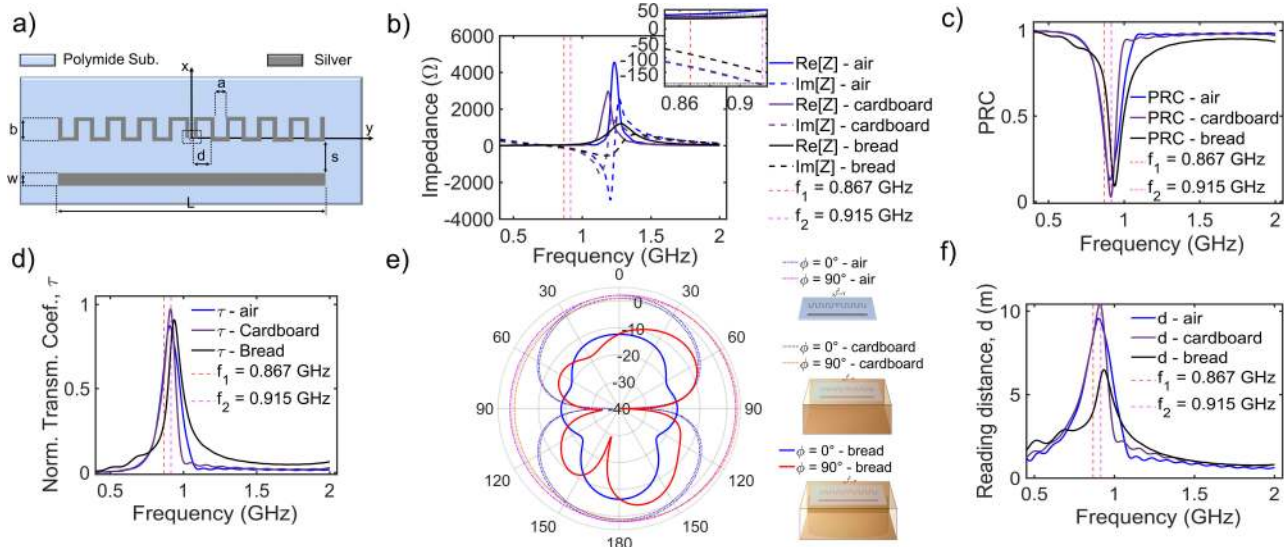 a)
Polymide Sub.
Silver
x
a
b
y
d
s
w
L
b)
6000
4000
2000
0
-2000
-4000
Impedance (Ω)
0.5
1
1.5
2
Frequency (GHz)
50
0
-50
-100
-150
0.86
0.9
Re[Z] - air
Im[Z] - air
Re[Z] - cardboard
Im[Z] - cardboard
Re[Z] - bread
Im[Z] - bread
f1 = 0.867 GHz
f2 = 0.915 GHz
c)
1
0.5
0
PRC
PRC - air
PRC - cardboard
PRC - bread
f1 = 0.867 GHz
f2 = 0.915 GHz
0.5
1
1.5
2
Frequency (GHz)
d)
1
0.5
0
Norm. Transm. Coef., τ
τ - air
τ - Cardboard
τ - Bread
f1 = 0.867 GHz
f2 = 0.915 GHz
0.5
1
1.5
2
Frequency (GHz)
e)
0
30
30
60
60
90
90
120
120
150
150
180
0
-10
-20
-30
-40
ϕ = 0° - air
ϕ = 90° - air
ϕ = 0° - cardboard
ϕ = 90° - cardboard
ϕ = 0° - bread
ϕ = 90° - bread
f)
10
5
0
Reading distance, d (m)
d - air
d - cardboard
d - bread
f1 = 0.867 GHz
f2 = 0.915 GHz
0.5
1
1.5
2
Frequency (GHz)